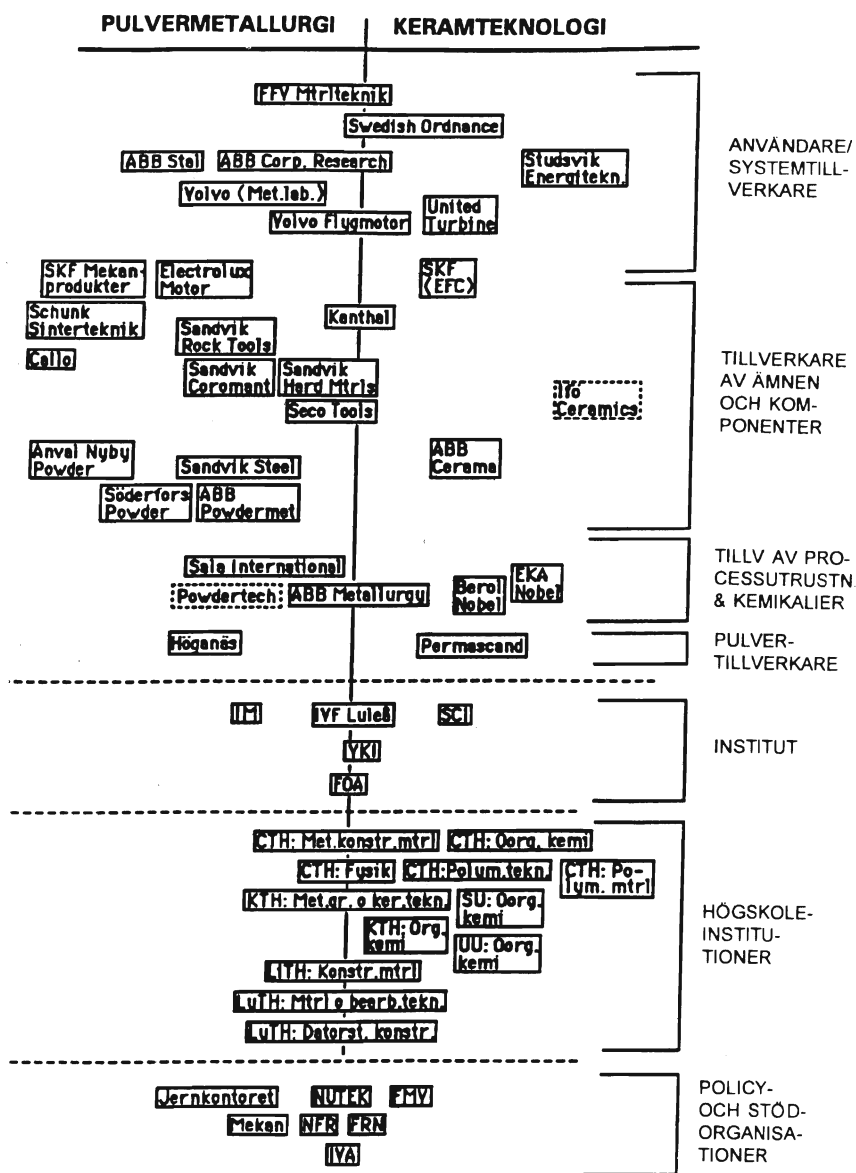 PULVERMETALLURGI
KERAMTEKNOLOGI
FFV Mtrlteknik
Swedish Ordnance
ABB Stal
ABB Corp. Research
Studsvik
Energitekn.
Volvo (Met.lab.)
Volvo Flygmotor
United
Turbine
ANVÄNDARE/
SYSTEMTILL-
VERKARE
SKF Mekan-
produkter
Electrolux
Motor
SKF
(EFC)
Schunk
Sinterteknik
Kanthal
Sandvik
Rock Tools
Callo
Sandvik
Coromant
Sandvik
Hard Mtrls
Seco Tools
Ifö
Ceramics
TILLVERKARE
AV ÄMNEN
OCH KOM-
PONENTER
Anval Nyby
Powder
Sandvik Steel
ABB
Cerama
Söderfors
Powder
ABB
Powdermet
Sala International
Powdertech
ABB Metallurgy
Berol
Nobel
EKA
Nobel
TILLV AV PRO-
CESSUTRUSTN.
& KEMIKALIER
Höganäs
Permascand
PULVER-
TILLVERKARE
IM
IVF Luleå
SCI
YKI
FOA
INSTITUT
CTH: Met.konstr.mtrl
CTH: Oorg. kemi
CTH: Fysik
CTH:Polym.tekn.
CTH: Po-
lym. mtrl
KTH: Met.gr. o ker.tekn.
SU: Oorg.
kemi
KTH: Org.
kemi
UU: Oorg.
kemi
LiTH: Konstr.mtrl
LuTH: Mtrl o bearb.tekn.
LuTH: Datorst. konstr.
HÖGSKOLE-
INSTITU-
TIONER
Jernkontoret
NUTEK
FMV
Mekan
NFR
FRN
IVA
POLICY-
OCH STÖD-
ORGANISA-
TIONER